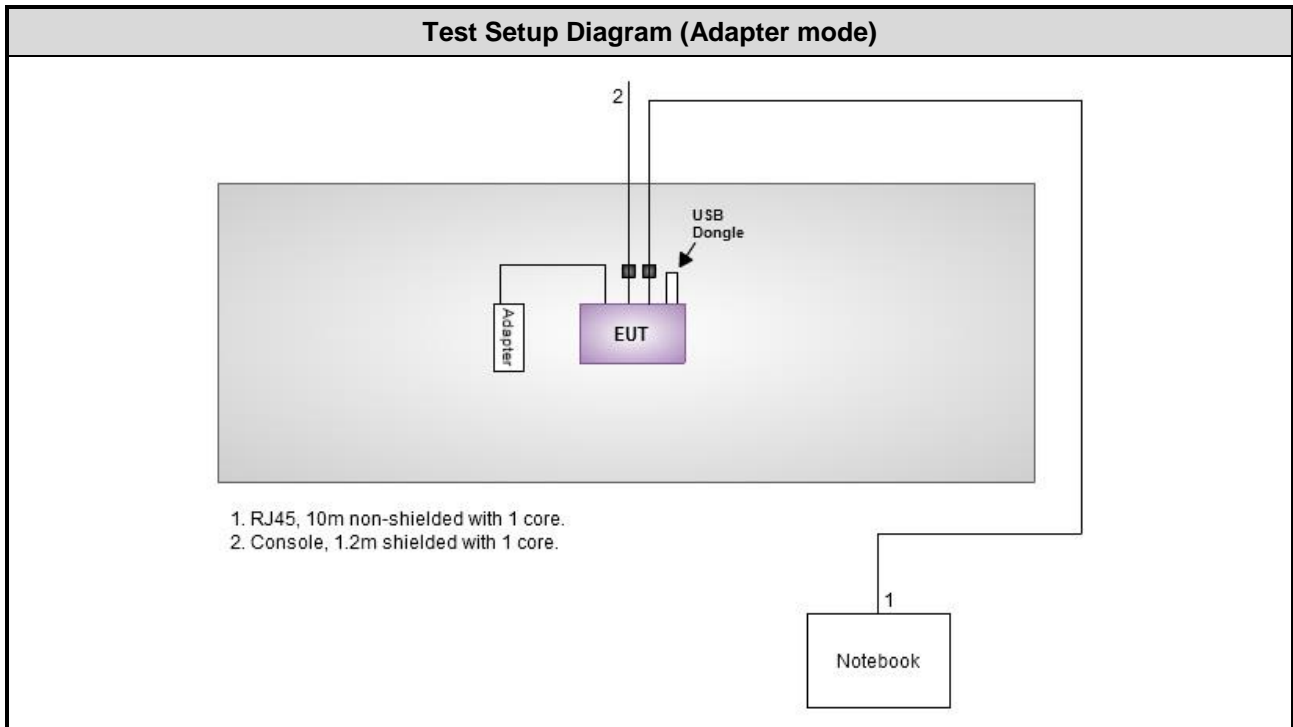 Test Setup Diagram (Adapter mode)
2
USB
Dongle
Adapter
EUT
1. RJ45, 10m non-shielded with 1 core.
2. Console, 1.2m shielded with 1 core.
1
Notebook